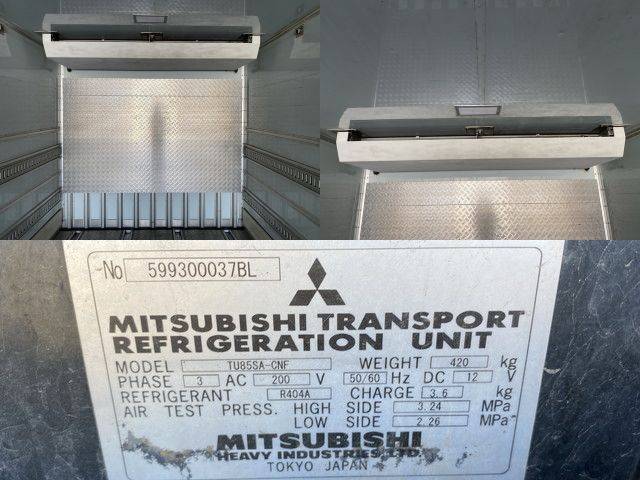 No 599300037BL
MITSUBISHI TRANSPORT
REFRIGERATION UNIT
MODEL TU85SA-CNF WEIGHT 420 kg
PHASE 3 AC 200 V 50/60 Hz DC 12 V
REFRIGERANT R404A CHARGE 3.6 kg
AIR TEST PRESS. HIGH SIDE 3.24 MPa
LOW SIDE 2.26 MPa
MITSUBISHI
HEAVY INDUSTRIES, LTD.
TOKYO JAPAN